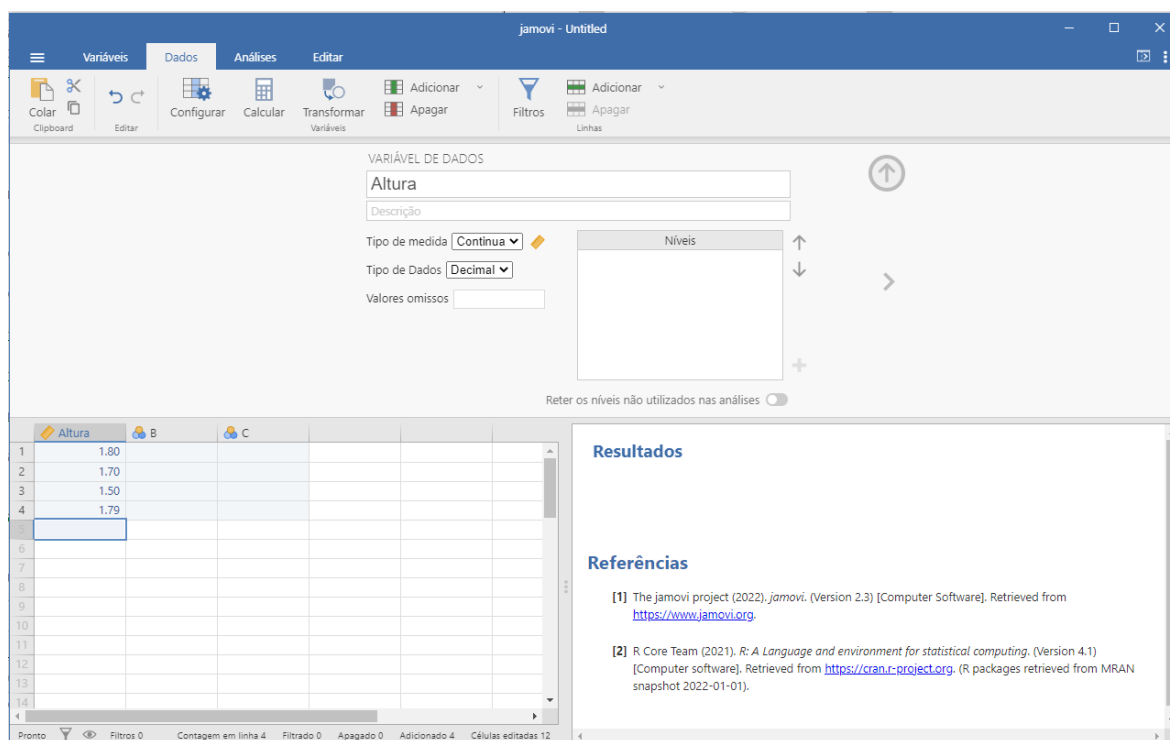 jamovi - Untitled
Variáveis Dados Análises Editar
Colar Configurar Calcular Transformar Adicionar Apagar Filtros Adicionar Apagar
Clipboard Editar Variáveis Linhas
VARIÁVEL DE DADOS
Altura
Descrição
Tipo de medida Continua
Tipo de Dados Decimal
Valores omissos
Níveis
Reter os níveis não utilizados nas análises
Altura B C
1 1.80
2 1.70
3 1.50
4 1.79
5
6
7
8
9
10
11
12
13
14
Resultados
Referências
[1] The jamovi project (2022). jamovi. (Version 2.3) [Computer Software]. Retrieved from
https://www.jamovi.org.
[2] R Core Team (2021). R: A Language and environment for statistical computing. (Version 4.1)
[Computer software]. Retrieved from https://cran.r-project.org. (R packages retrieved from MRAN
snapshot 2022-01-01).
Pronto Filtros 0 Contagem em linha 4 Filtrado 0 Apagado 0 Adicionado 4 Células editadas 12